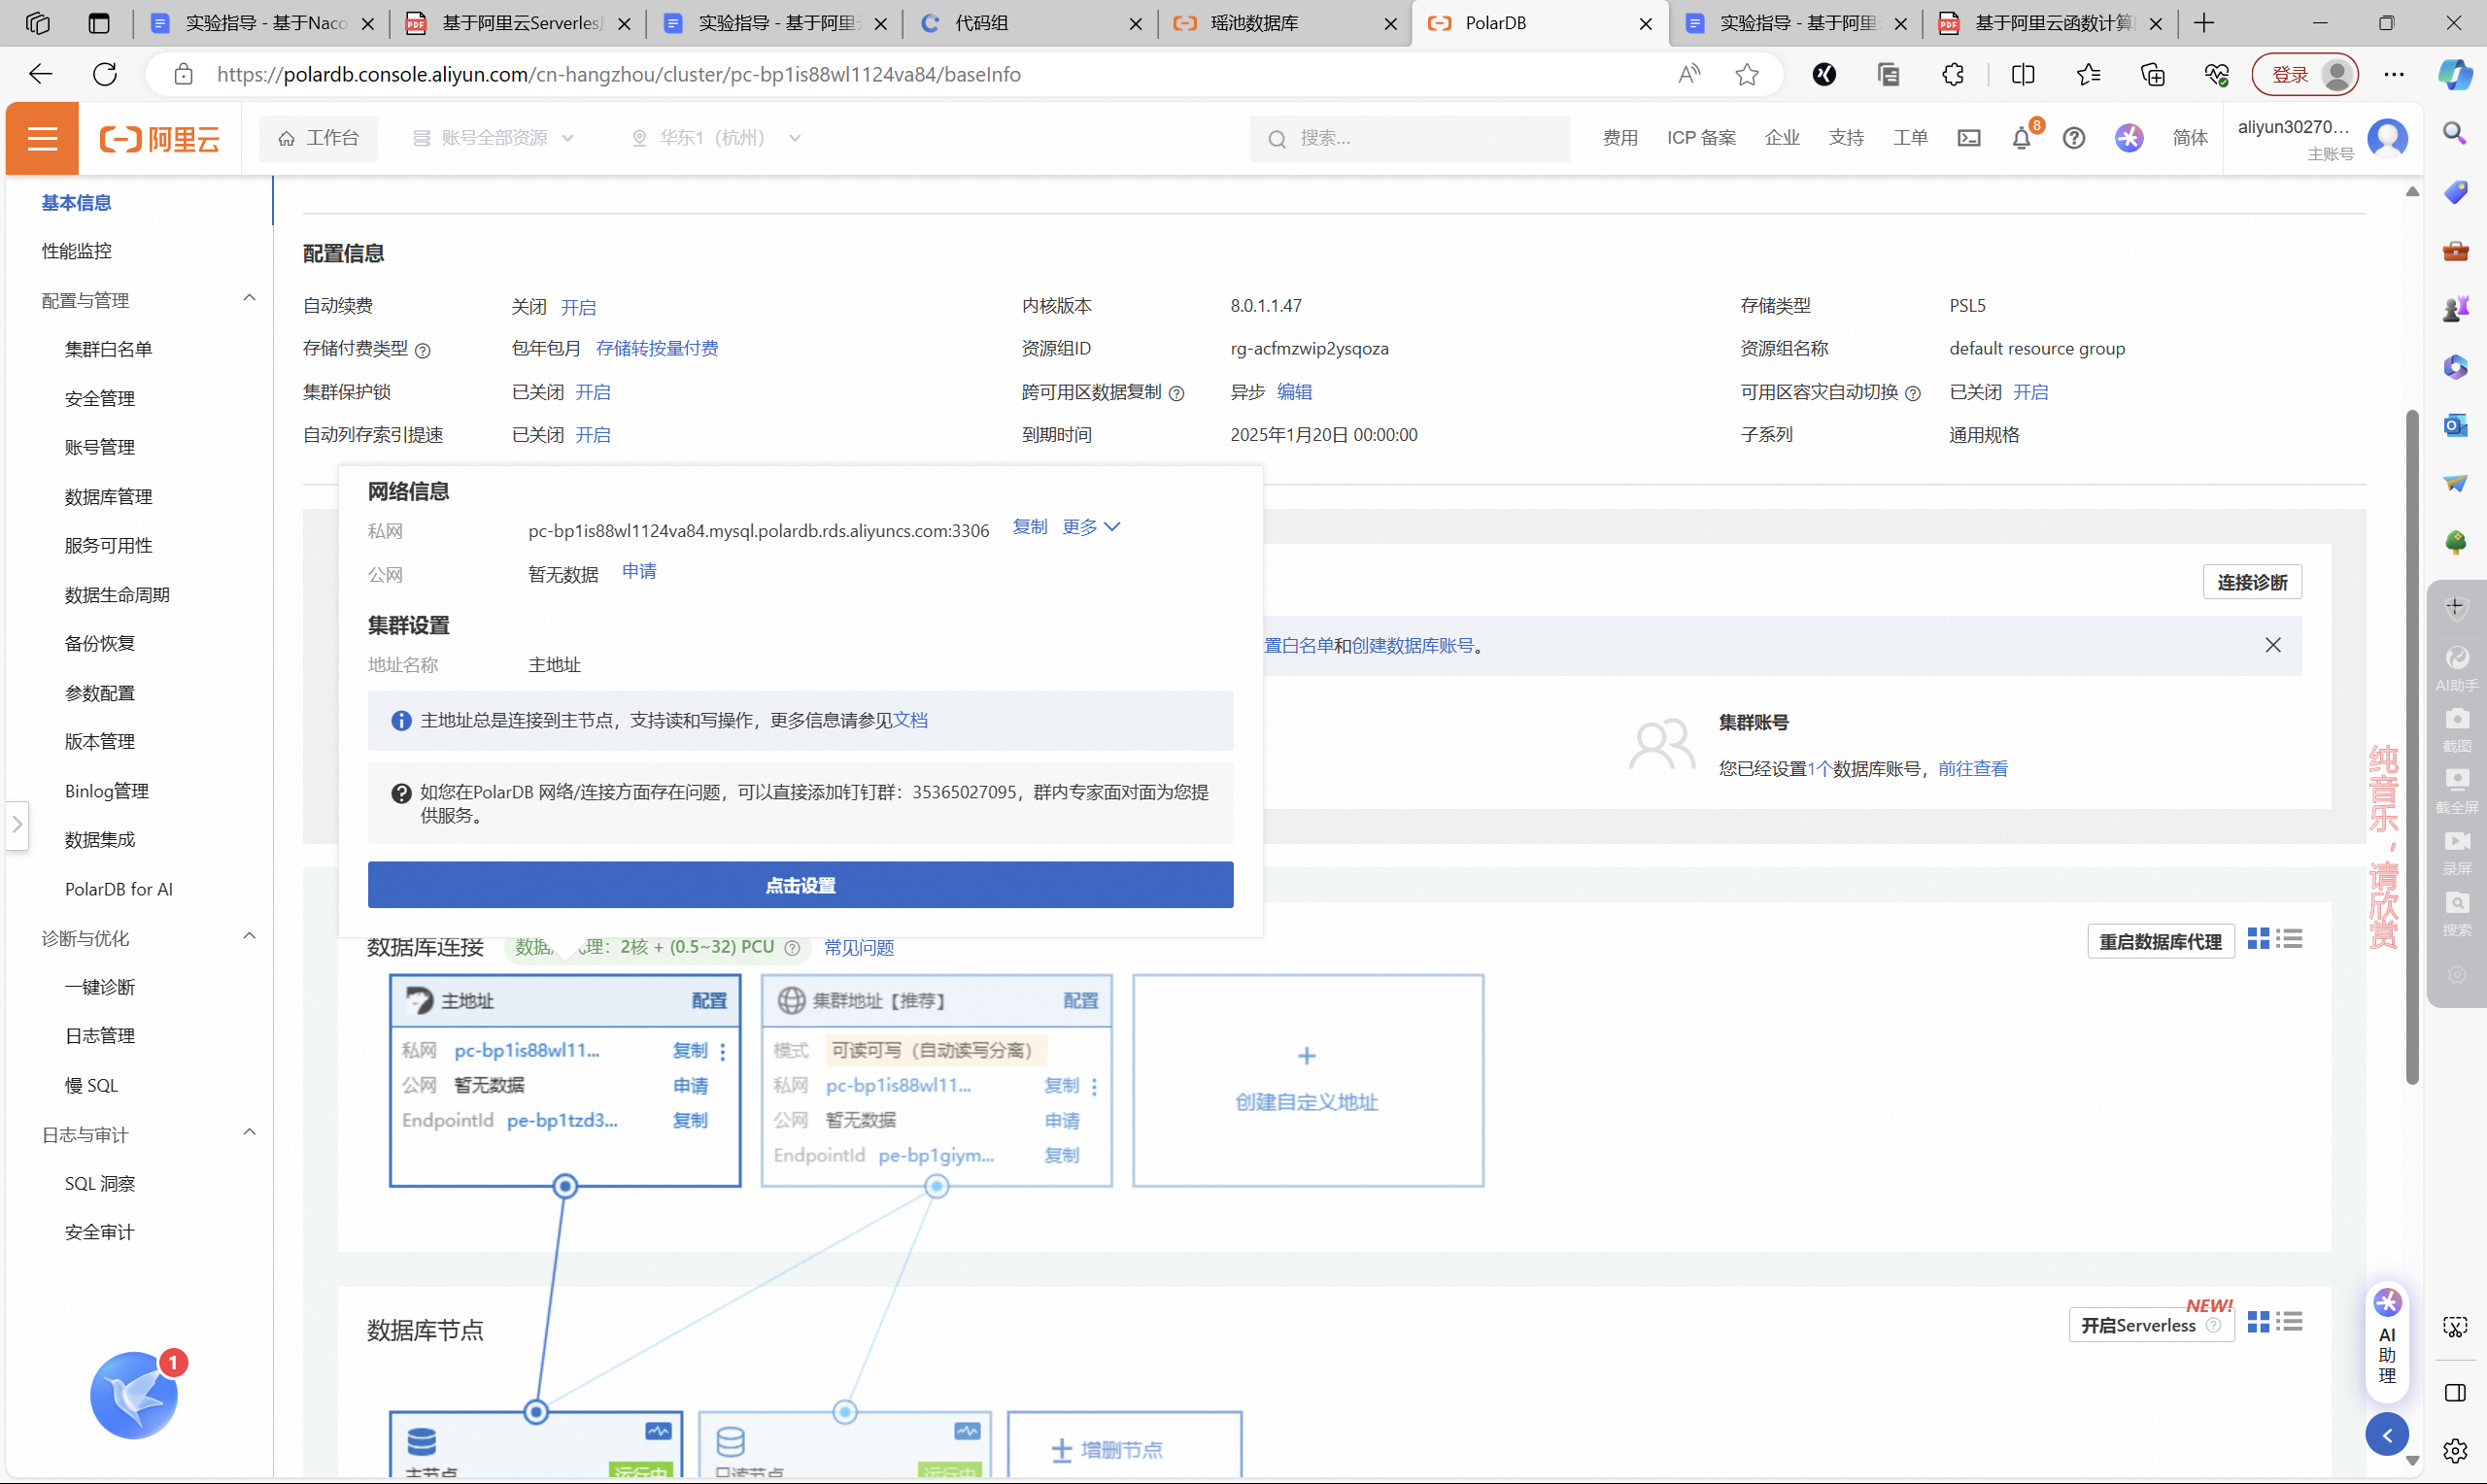 实验指导 - 基于Naco
基于阿里云Serverles
实验指导 - 基于阿里
代码组
瑶池数据库
PolarDB
实验指导 - 基于阿里
基于阿里云函数计算
https://polardb.console.aliyun.com/cn-hangzhou/cluster/pc-bp1is88wl1124va84/baseInfo
登录
阿里云
工作台
账号全部资源
华东1（杭州）
搜索...
费用
ICP 备案
企业
支持
工单
8
简体
aliyun30270...
主账号
基本信息
性能监控
配置与管理
集群白名单
安全管理
账号管理
数据库管理
服务可用性
数据生命周期
备份恢复
参数配置
版本管理
Binlog管理
数据集成
PolarDB for AI
诊断与优化
一键诊断
日志管理
慢 SQL
日志与审计
SQL 洞察
安全审计
1
配置信息
自动续费 关闭 开启 内核版本 8.0.1.1.47 存储类型 PSL5
存储付费类型 包年包月 存储转按量付费 资源组ID rg-acfmzwip2ysqoza 资源组名称 default resource group
集群保护锁 已关闭 开启 跨可用区数据复制 异步 编辑 可用区容灾自动切换 已关闭 开启
自动列存索引提速 已关闭 开启 到期时间 2025年1月20日 00:00:00 子系列 通用规格
网络信息
私网 pc-bp1is88wl1124va84.mysql.polardb.rds.aliyuncs.com:3306 复制 更多
公网 暂无数据 申请
集群设置
地址名称 主地址
主地址总是连接到主节点，支持读和写操作，更多信息请参见文档
如您在PolarDB 网络/连接方面存在问题，可以直接添加钉钉群：35365027095，群内专家面对面为您提
供服务。
点击设置
连接诊断
置白名单和创建数据库账号。
集群账号
您已经设置1个数据库账号，前往查看
数据库连接 数据 理：2核 + (0.5~32) PCU 常见问题
重启数据库代理
主地址 配置
私网 pc-bp1is88wl11... 复制
公网 暂无数据 申请
EndpointId pe-bp1tzd3... 复制
集群地址【推荐】 配置
模式 可读可写（自动读写分离）
私网 pc-bp1is88wl11... 复制
公网 暂无数据 申请
EndpointId pe-bp1giym... 复制
创建自定义地址
数据库节点
NEW!
开启Serverless
主节点 运行中
只读节点 运行中
增删节点
纯音乐，请欣赏
AI助手
截图
截全屏
录屏
搜索
AI
助
理